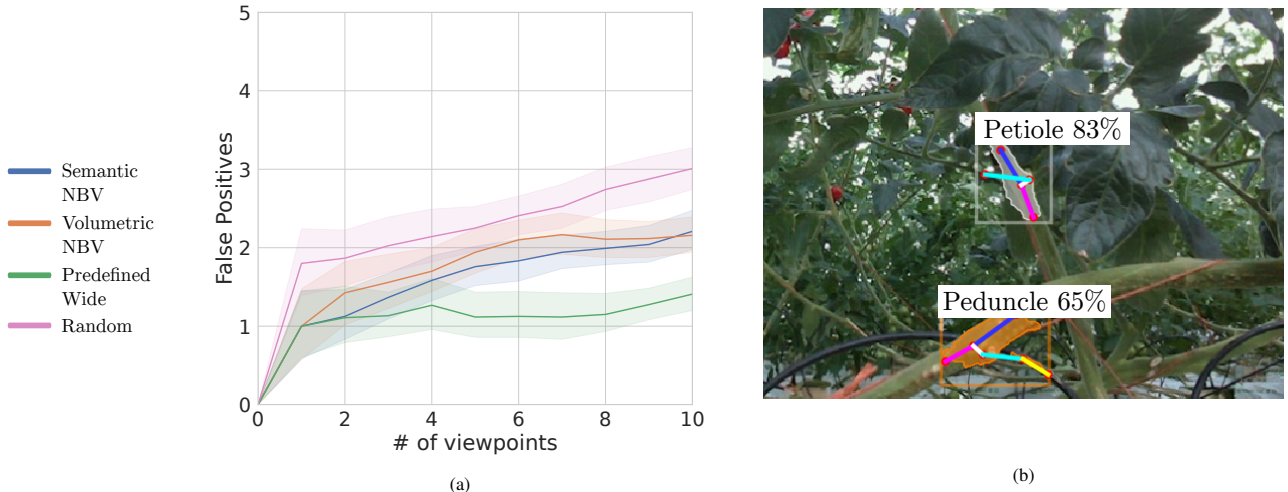 Semantic
NBV
Volumetric
NBV
Predefined
Wide
Random
False Positives
5
4
3
2
1
0
0 2 4 6 8 10
# of viewpoints
(a)
Petiole 83%
Peduncle 65%
(b)